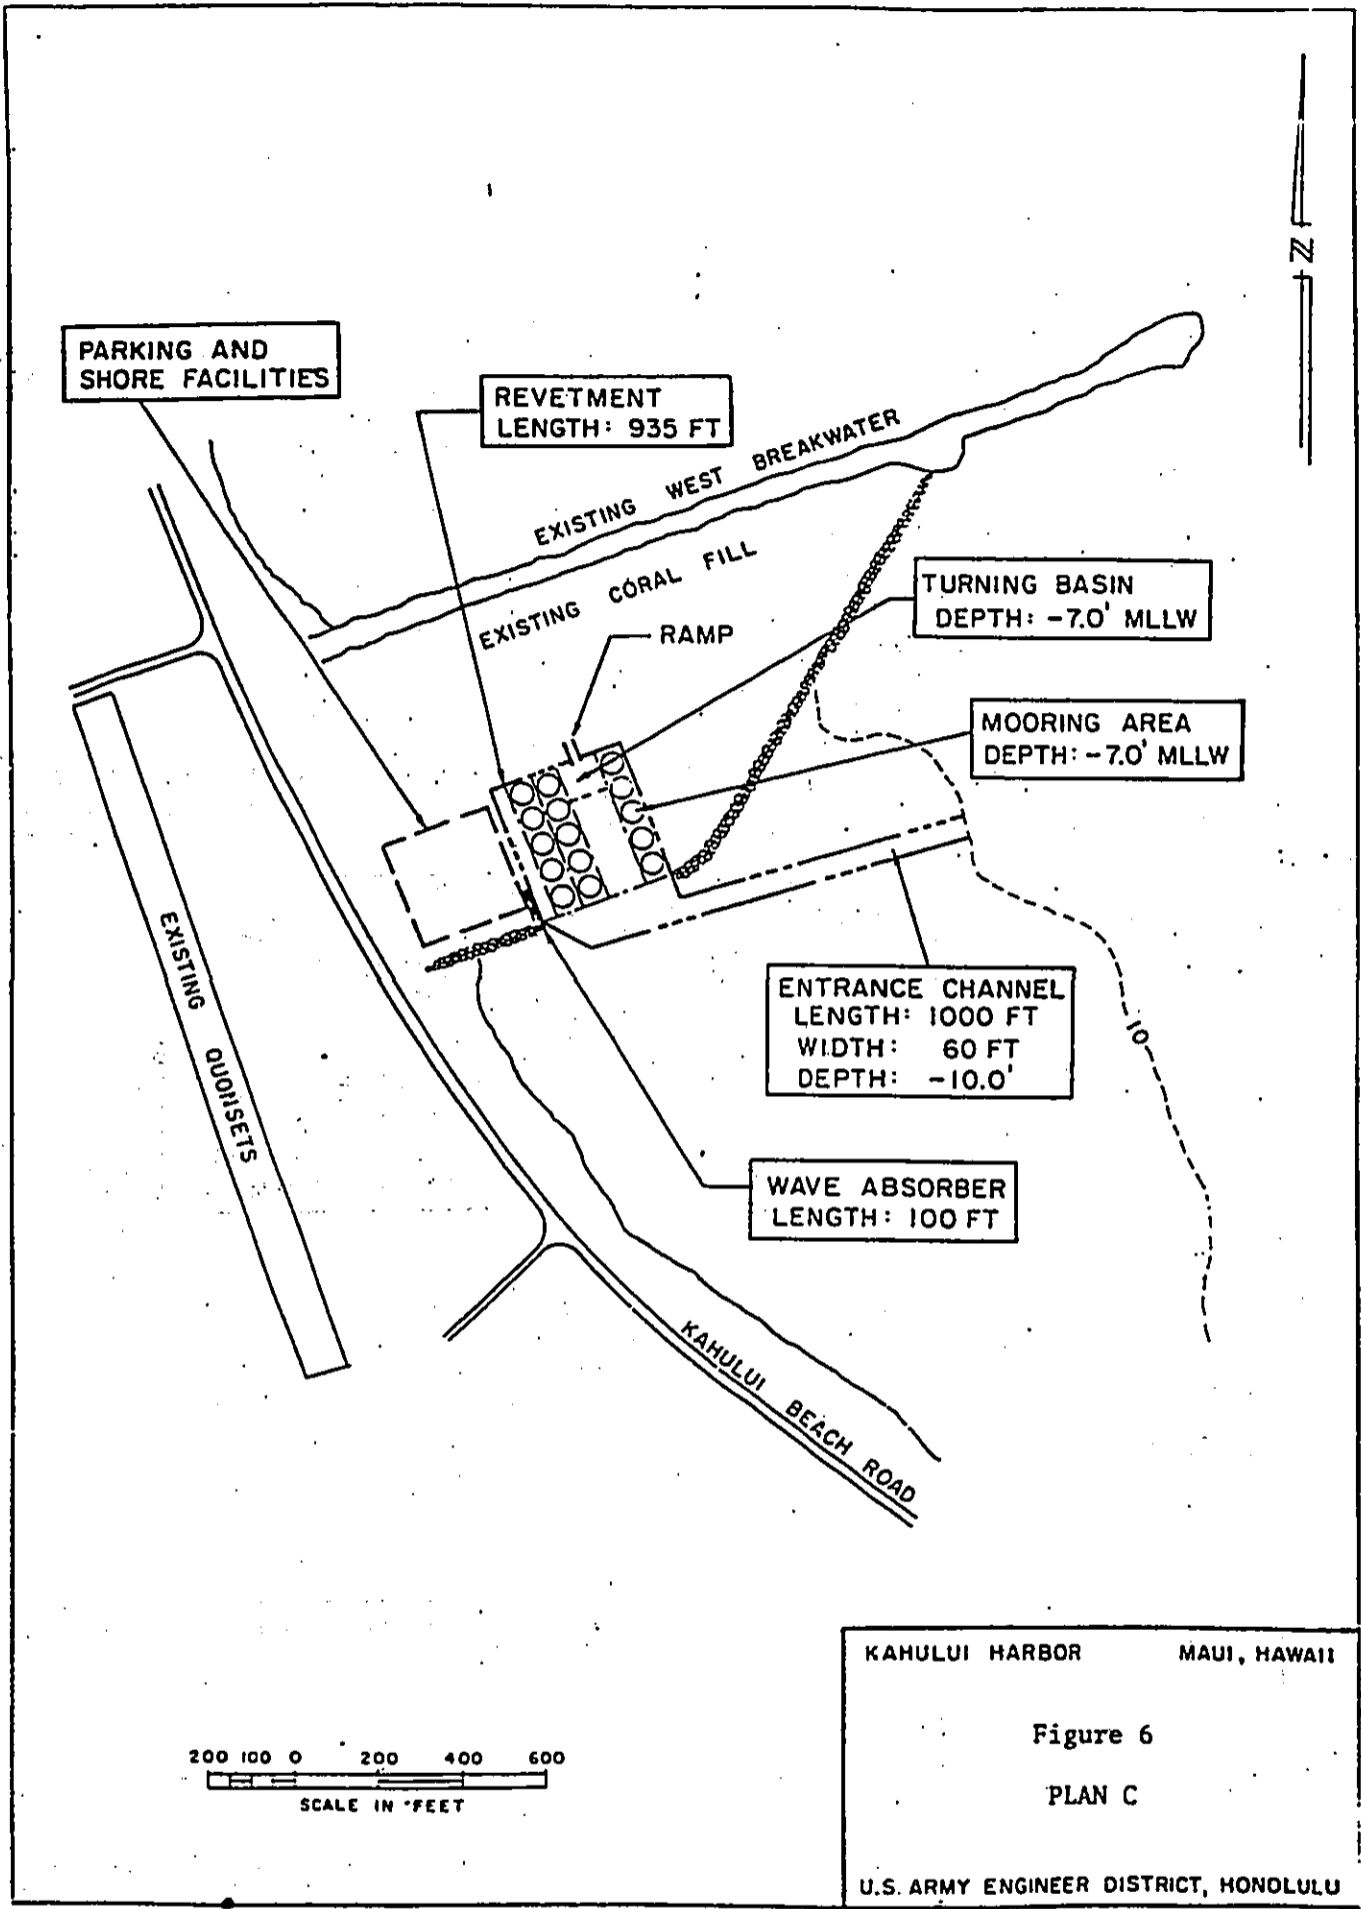 N
PARKING AND
SHORE FACILITIES
REVETMENT
LENGTH: 935 FT
EXISTING WEST BREAKWATER
EXISTING CORAL FILL
RAMP
TURNING BASIN
DEPTH: -7.0' MLLW
MOORING AREA
DEPTH: -7.0' MLLW
EXISTING QUONSETS
ENTRANCE CHANNEL
LENGTH: 1000 FT
WIDTH: 60 FT
DEPTH: -10.0'
10
WAVE ABSORBER
LENGTH: 100 FT
KAHULUI BEACH ROAD
200 100 0 200 400 600
SCALE IN FEET
KAHULUI HARBOR MAUI, HAWAII
Figure 6
PLAN C
U.S. ARMY ENGINEER DISTRICT, HONOLULU